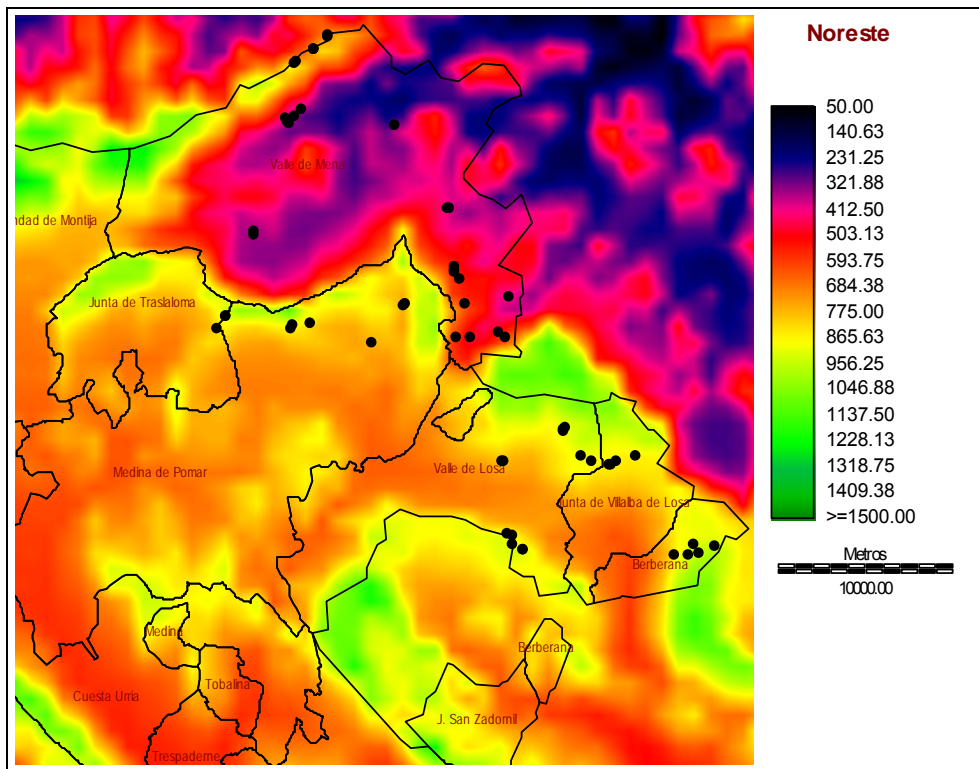 Noreste
50.00
140.63
231.25
321.88
412.50
503.13
593.75
684.38
775.00
865.63
956.25
1046.88
1137.50
1228.13
1318.75
1409.38
>=1500.00
Metros
10000.00
Valle de Mena
ndad de Montija
Junta de Traslaloma
Medina de Pomar
Valle de Losa
Junta de Villalba de Losa
Berberana
Medina
Berberana
Tobalina
Cuesta Urria
J. San Zadornil
Trespaderne